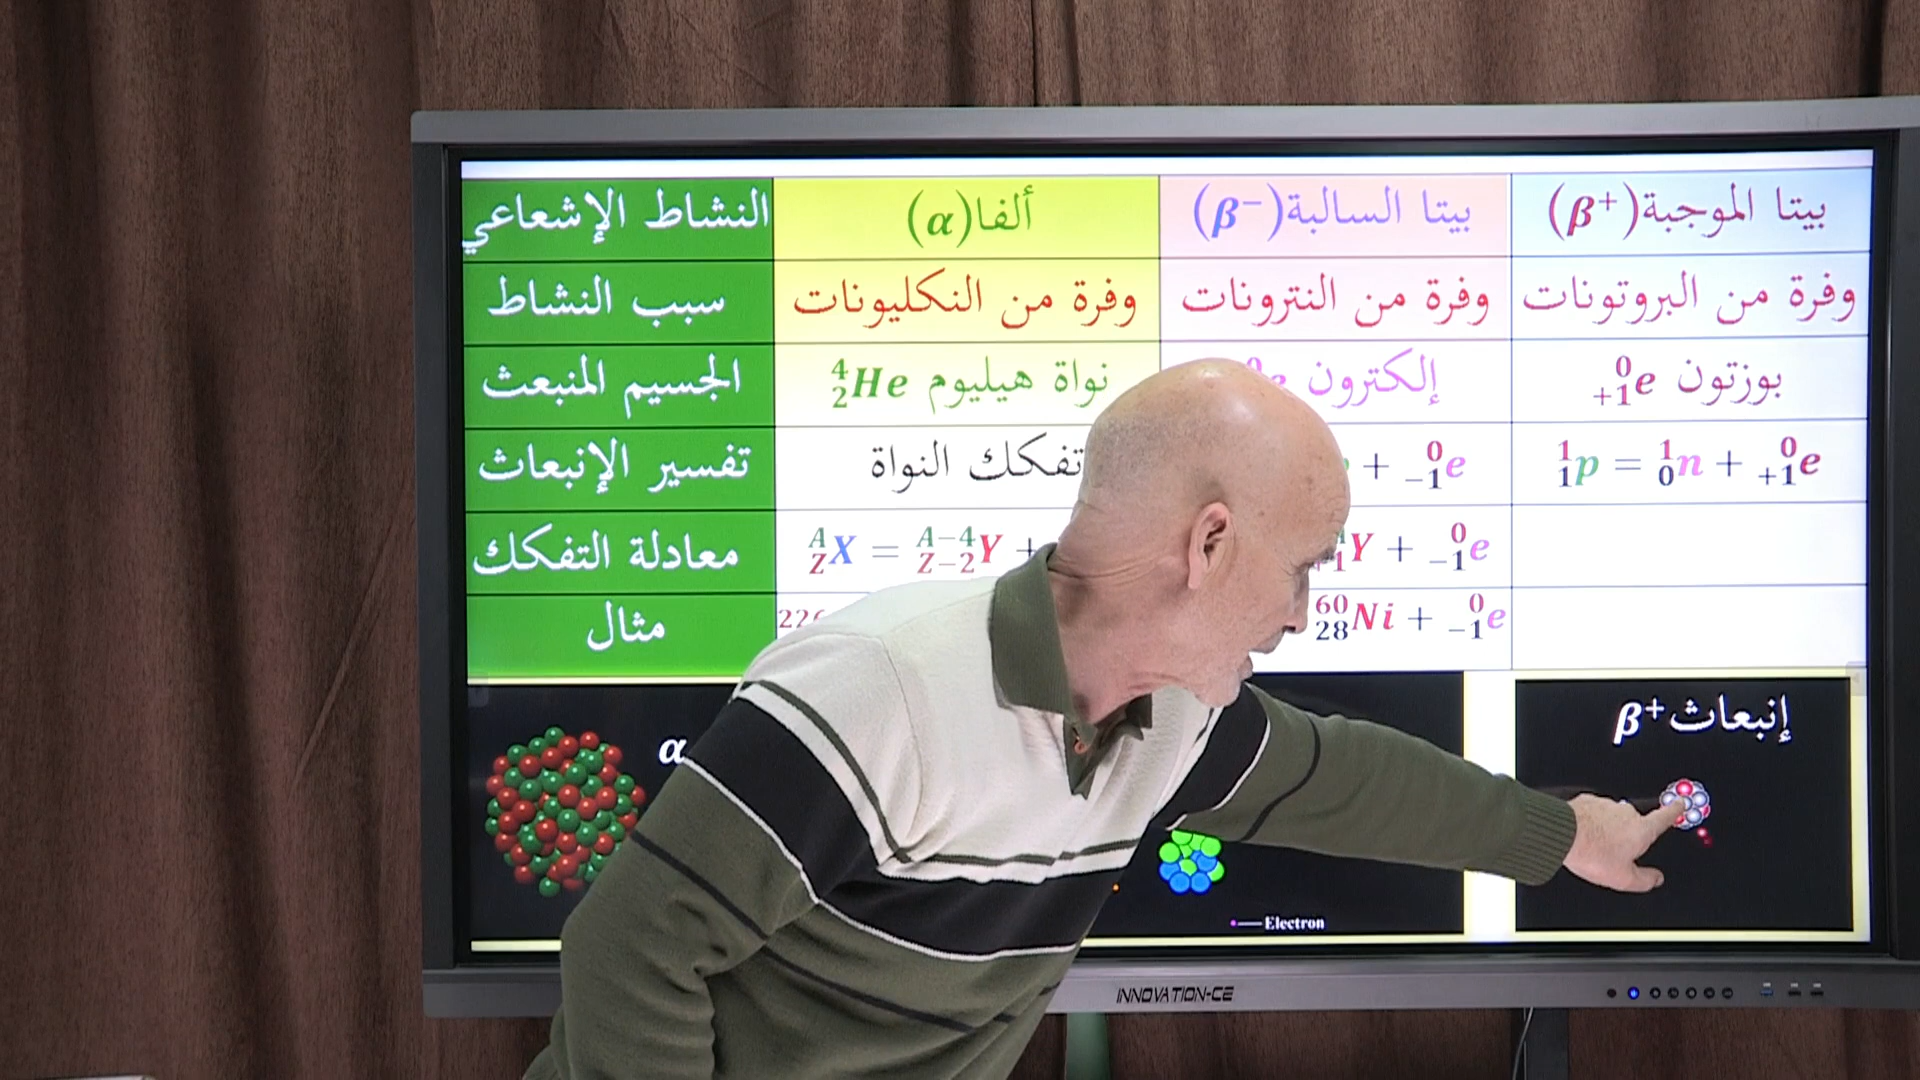 النشاط الإشعاعي ألفا(α) بيتا السالبة(β⁻) بيتا الموجبة(β⁺)
سبب النشاط وفرة من النكليونات وفرة من النترونات وفرة من البروتونات
الجسيم المنبعث نواة هيليوم ⁴₂He إلكترون بوزتون ⁰₊₁e
تفسير الإنبعاث تفكك النواة + ⁰₋₁e ¹₁p = ¹₀n + ⁰₊₁e
معادلة التفكك ᴬ_ZX = ᴬ⁻⁴_Z₋₂Y + Y + ⁰₋₁e
مثال ⁶⁰₂₈Ni + ⁰₋₁e
α
إنبعاث β⁺
Electron
INNOVATION-CE